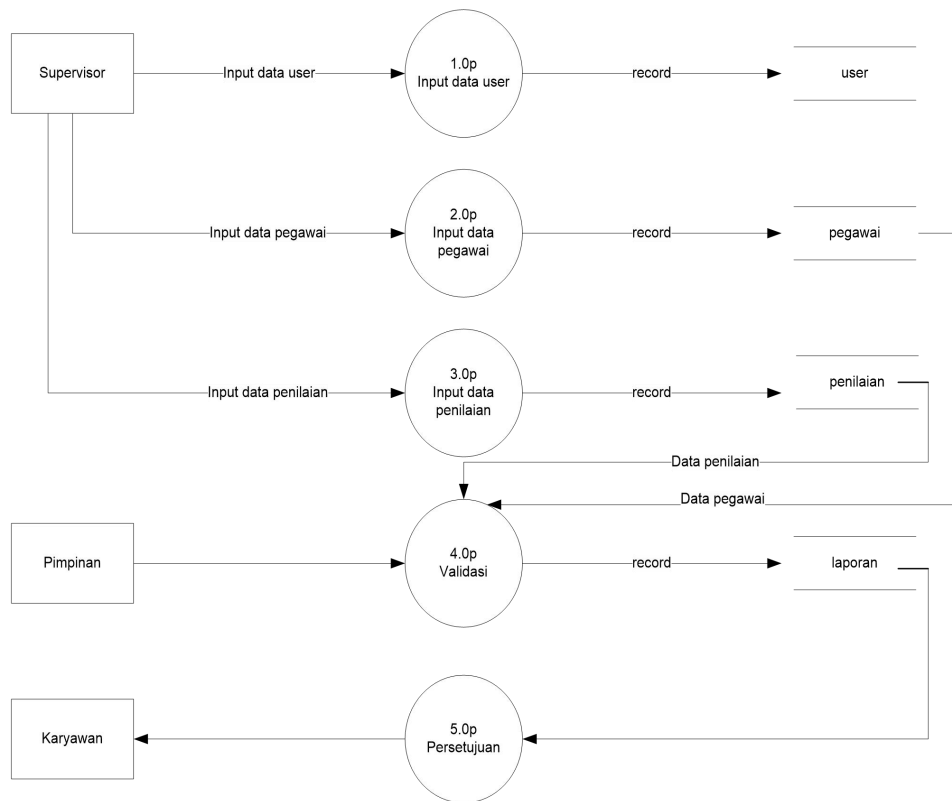 Supervisor
Input data user
1.0p
Input data user
record
user
Input data pegawai
2.0p
Input data
pegawai
record
pegawai
Input data penilaian
3.0p
Input data
penilaian
record
penilaian
Data penilaian
Data pegawai
Pimpinan
4.0p
Validasi
record
laporan
Karyawan
5.0p
Persetujuan